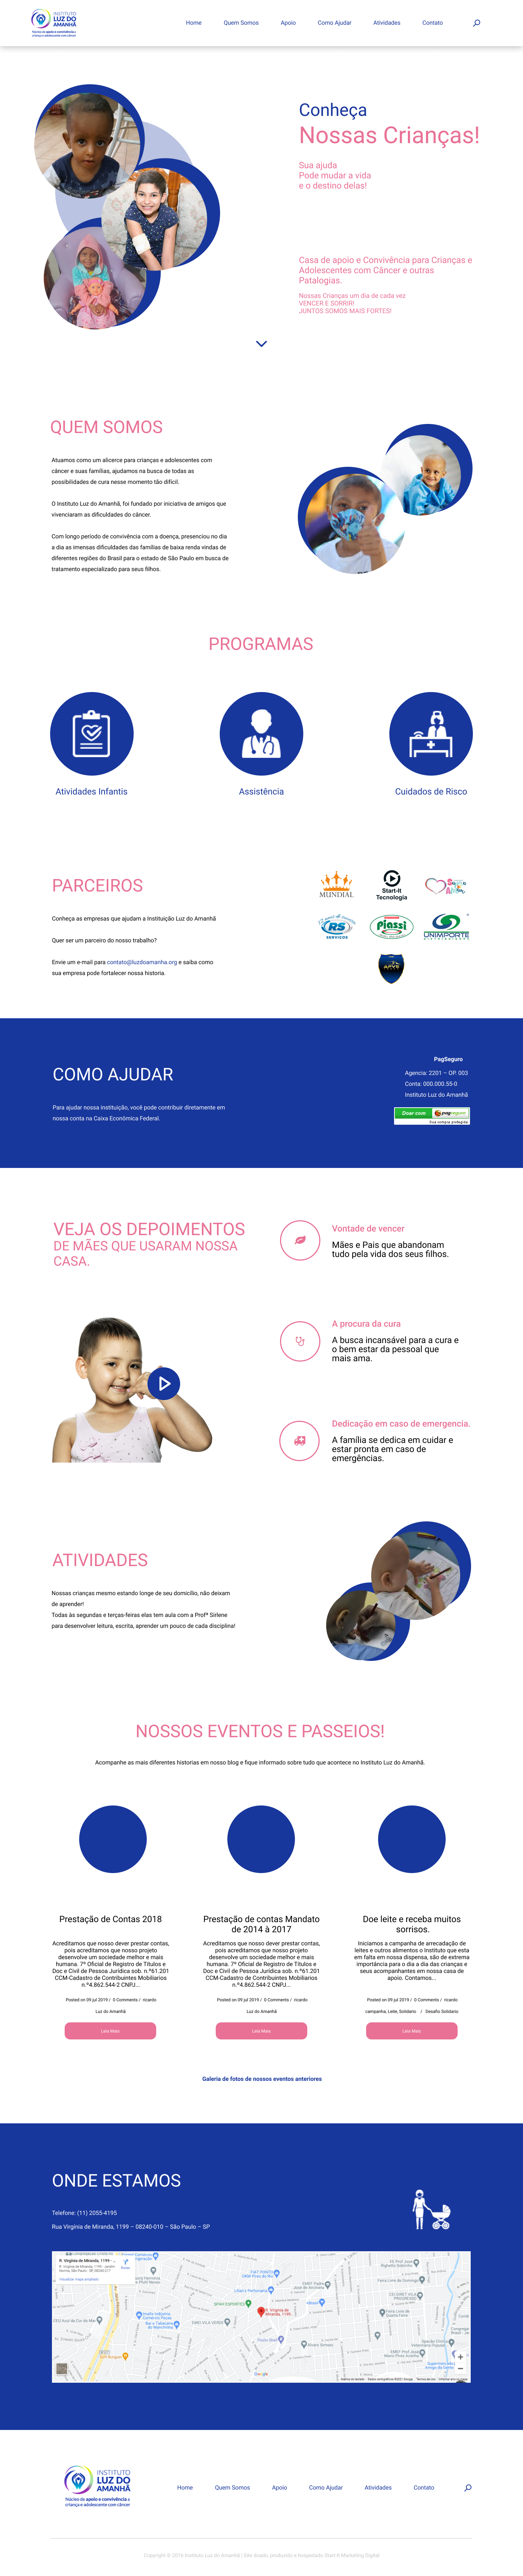 INSTITUTO
LUZ DO
AMANHÃ
Núcleo de apoio e convivência à
criança e adolescente com câncer
Home Quem Somos Apoio Como Ajudar Atividades Contato
Conheça
Nossas Crianças!
Sua ajuda
Pode mudar a vida
e o destino delas!
Casa de apoio e Convivência para Crianças e
Adolescentes com Câncer e outras
Patalogias.
Nossas Crianças um dia de cada vez
VENCER E SORRIR!
JUNTOS SOMOS MAIS FORTES!
QUEM SOMOS
Atuamos como um alicerce para crianças e adolescentes com
câncer e suas famílias, ajudamos na busca de todas as
possibilidades de cura nesse momento tão difícil.
O Instituto Luz do Amanhã, foi fundado por iniciativa de amigos que
vivenciaram as dificuldades do câncer.
Com longo período de convivência com a doença, presenciou no dia
a dia as imensas dificuldades das famílias de baixa renda vindas de
diferentes regiões do Brasil para o estado de São Paulo em busca de
tratamento especializado para seus filhos.
PROGRAMAS
Atividades Infantis
Assistência
Cuidados de Risco
PARCEIROS
Conheça as empresas que ajudam a Instituição Luz do Amanhã
Quer ser um parceiro do nosso trabalho?
Envie um e-mail para contato@luzdoamanha.org e saiba como
sua empresa pode fortalecer nossa historia.
MUNDIAL
Start-It
Tecnologia
RS
SERVICOS
Piassi
UNIMPORTE
COMO AJUDAR
Para ajudar nossa instituição, você pode contribuir diretamente em
nossa conta na Caixa Econômica Federal.
PagSeguro
Agencia: 2201 – OP. 003
Conta: 000.000.55-0
Instituto Luz do Amanhã
Doar com pagseguro
Sua compra protegida
VEJA OS DEPOIMENTOS
DE MÃES QUE USARAM NOSSA
CASA.
Vontade de vencer
Mães e Pais que abandonam
tudo pela vida dos seus filhos.
A procura da cura
A busca incansável para a cura e
o bem estar da pessoal que
mais ama.
Dedicação em caso de emergencia.
A família se dedica em cuidar e
estar pronta em caso de
emergências.
ATIVIDADES
Nossas crianças mesmo estando longe de seu domicílio, não deixam
de aprender!
Todas às segundas e terças-feiras elas tem aula com a Profª Sirlene
para desenvolver leitura, escrita, aprender um pouco de cada disciplina!
NOSSOS EVENTOS E PASSEIOS!
Acompanhe as mais diferentes historias em nosso blog e fique informado sobre tudo que acontece no Instituto Luz do Amanhã.
Prestação de Contas 2018
Acreditamos que nosso dever prestar contas,
pois acreditamos que nosso projeto
desenvolve um sociedade melhor e mais
humana. 7º Oficial de Registro de Títulos e
Doc e Civil de Pessoa Jurídica sob. n.º61.201
CCM-Cadastro de Contribuintes Mobiliarios
n.º4.862.544-2 CNPJ...
Posted on 09 jul 2019 / 0 Comments / ricardo
Luz do Amanhã
Leia Mais
Prestação de contas Mandato
de 2014 à 2017
Acreditamos que nosso dever prestar contas,
pois acreditamos que nosso projeto
desenvolve um sociedade melhor e mais
humana. 7º Oficial de Registro de Títulos e
Doc e Civil de Pessoa Jurídica sob. n.º61.201
CCM-Cadastro de Contribuintes Mobiliarios
n.º4.862.544-2 CNPJ...
Posted on 09 jul 2019 / 0 Comments / ricardo
Luz do Amanhã
Leia Mais
Doe leite e receba muitos
sorrisos.
Iniciamos a campanha de arrecadação de
leites e outros alimentos o Instituto que esta
em falta em nossa dispensa, são de extrema
importância para o dia a dia das crianças e
seus acompanhantes em nossa casa de
apoio. Contamos...
Posted on 09 jul 2019 / 0 Comments / ricardo
campanha, Leite, Solidario / Desafio Solidario
Leia Mais
Galeria de fotos de nossos eventos anteriores
ONDE ESTAMOS
Telefone: (11) 2055-4195
Rua Virgínia de Miranda, 1199 – 08240-010 – São Paulo – SP
R. Virgínia de Miranda, 1199
Visualizar mapa ampliado
Google
INSTITUTO
LUZ DO
AMANHÃ
Núcleo de apoio e convivência à
criança e adolescente com câncer
Home Quem Somos Apoio Como Ajudar Atividades Contato
Copyright © 2016 Instituto Luz do Amanhã | Site doado, produzido e hospedado Start-It Marketing Digital